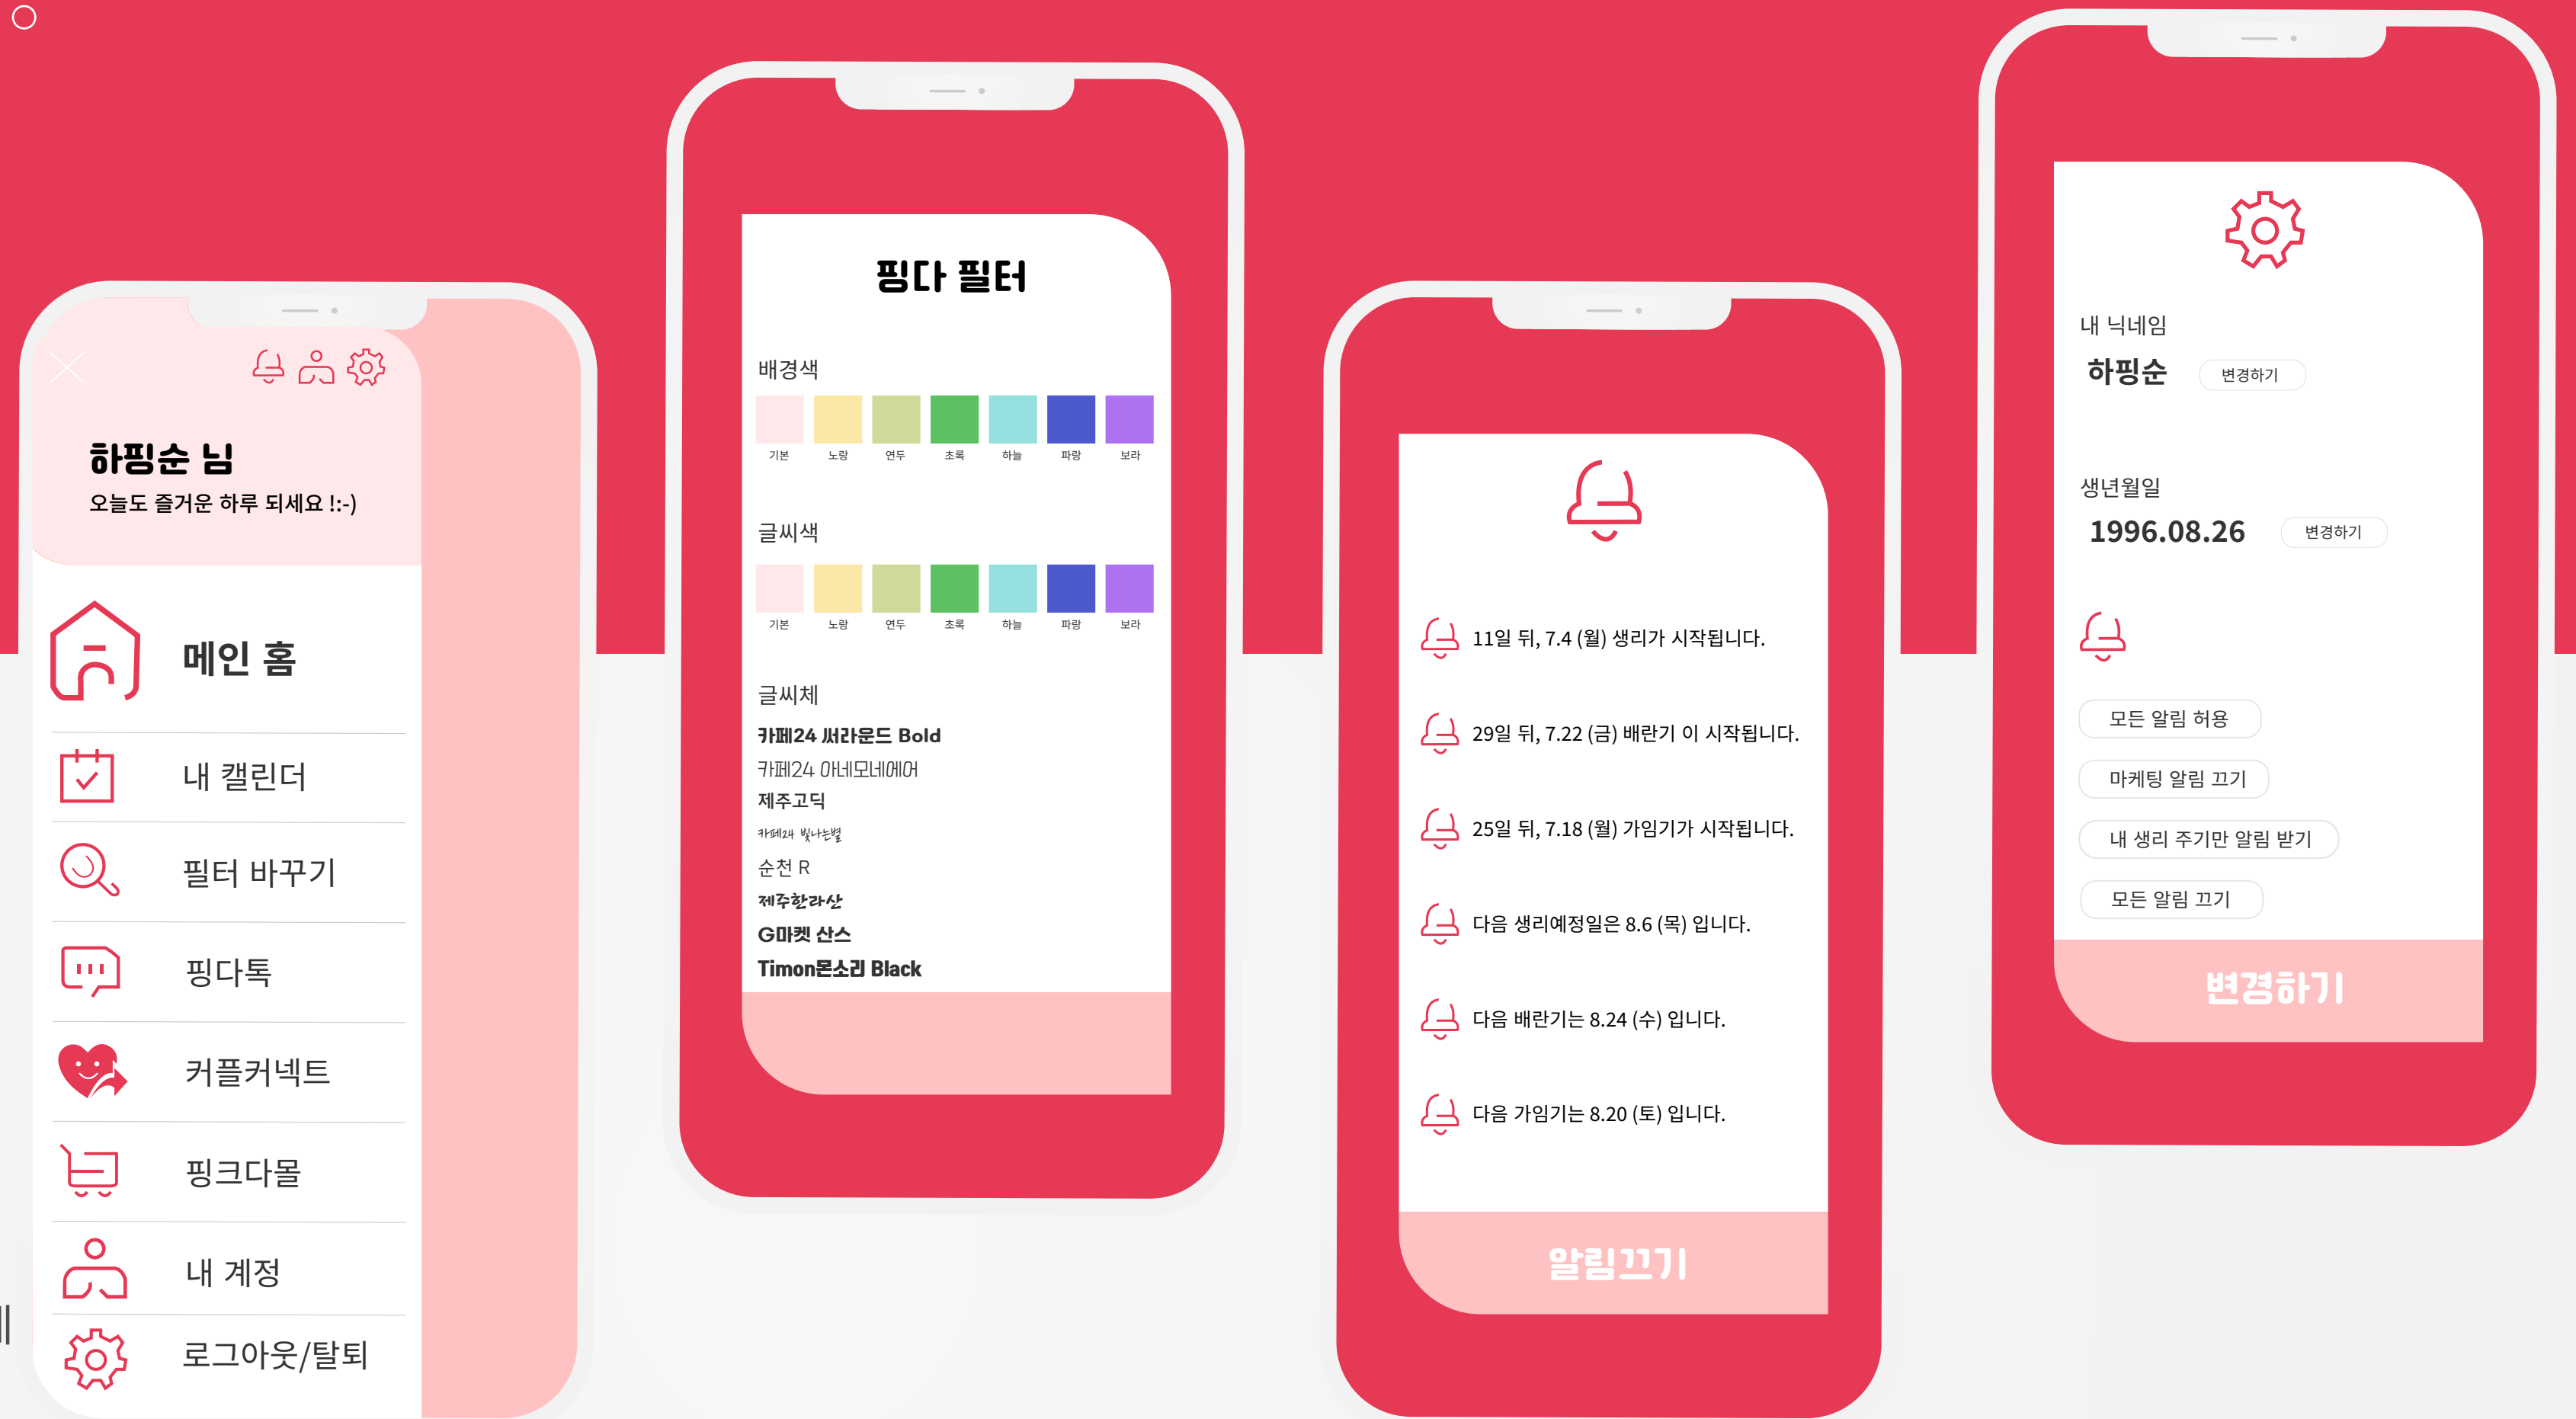 하핑순 님
오늘도 즐거운 하루 되세요 !:-)
메인 홈
내 캘린더
필터 바꾸기
핑다톡
커플커넥트
핑크다몰
내 계정
로그아웃/탈퇴
핑다 필터
배경색
기본 노랑 연두 초록 하늘 파랑 보라
글씨색
기본 노랑 연두 초록 하늘 파랑 보라
글씨체
카페24 써라운드 Bold
카페24 아네모네에어
제주고딕
카페24 빛나는별
순천 R
제주한라산
G마켓 산스
Timon몬소리 Black
11일 뒤, 7.4 (월) 생리가 시작됩니다.
29일 뒤, 7.22 (금) 배란기 이 시작됩니다.
25일 뒤, 7.18 (월) 가임기가 시작됩니다.
다음 생리예정일은 8.6 (목) 입니다.
다음 배란기는 8.24 (수) 입니다.
다음 가임기는 8.20 (토) 입니다.
알림끄기
내 닉네임
하핑순 변경하기
생년월일
1996.08.26 변경하기
모든 알림 허용
마케팅 알림 끄기
내 생리 주기만 알림 받기
모든 알림 끄기
변경하기